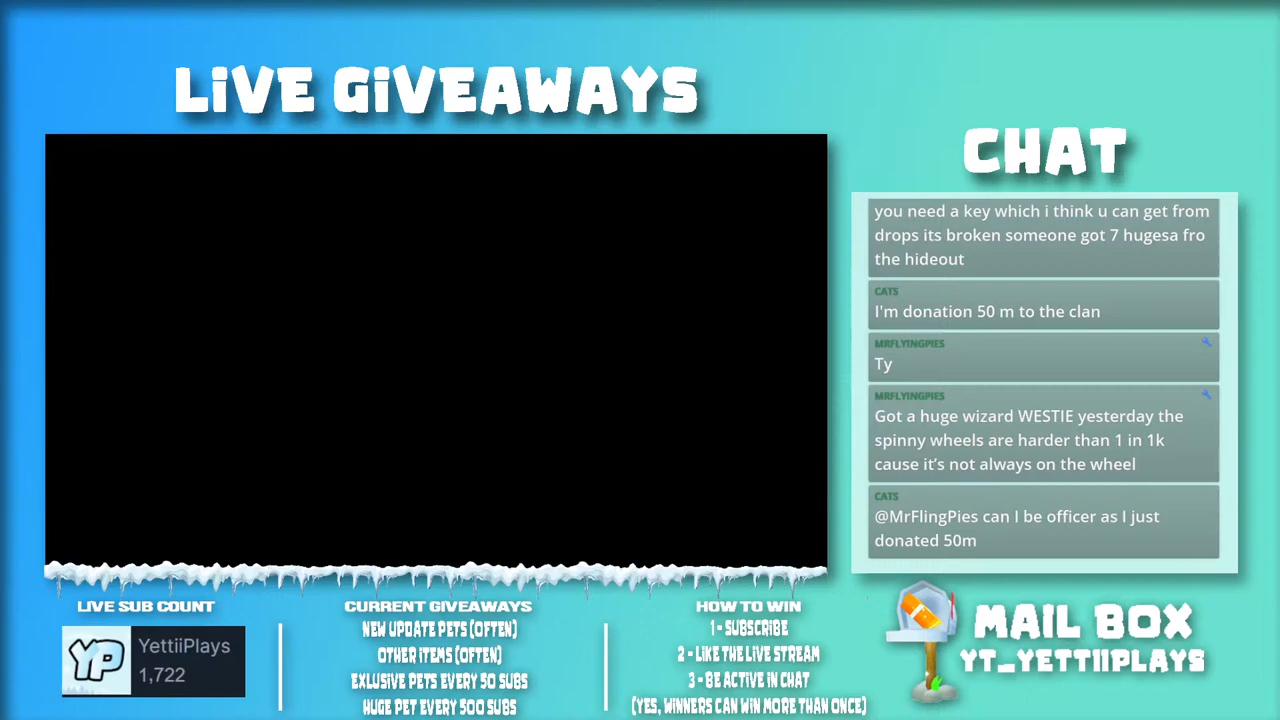 LiVE GiVEAWAYS
CHAT
you need a key which i think u can get from
drops its broken someone got 7 hugesa fro
the hideout
CATS
I'm donation 50 m to the clan
MRFLYINGPIES
Ty
MRFLYINGPIES
Got a huge wizard WESTIE yesterday the
spinny wheels are harder than 1 in 1k
cause it's not always on the wheel
CATS
@MrFlingPies can I be officer as I just
donated 50m
LIVE SUB COUNT
YP
YettiiPlays
1,722
CURRENT GIVEAWAYS
NEW UPDATE PETS (OFTEN)
OTHER ITEMS (OFTEN)
EXLUSIVE PETS EVERY 50 SUBS
HUGE PET EVERY 500 SUBS
HOW TO WIN
1 - SUBSCRIBE
2 - LIKE THE LIVE STREAM
3 - BE ACTIVE IN CHAT
(YES, WINNERS CAN WIN MORE THAN ONCE)
MAIL BOX
YT_YETTIIPLAYS